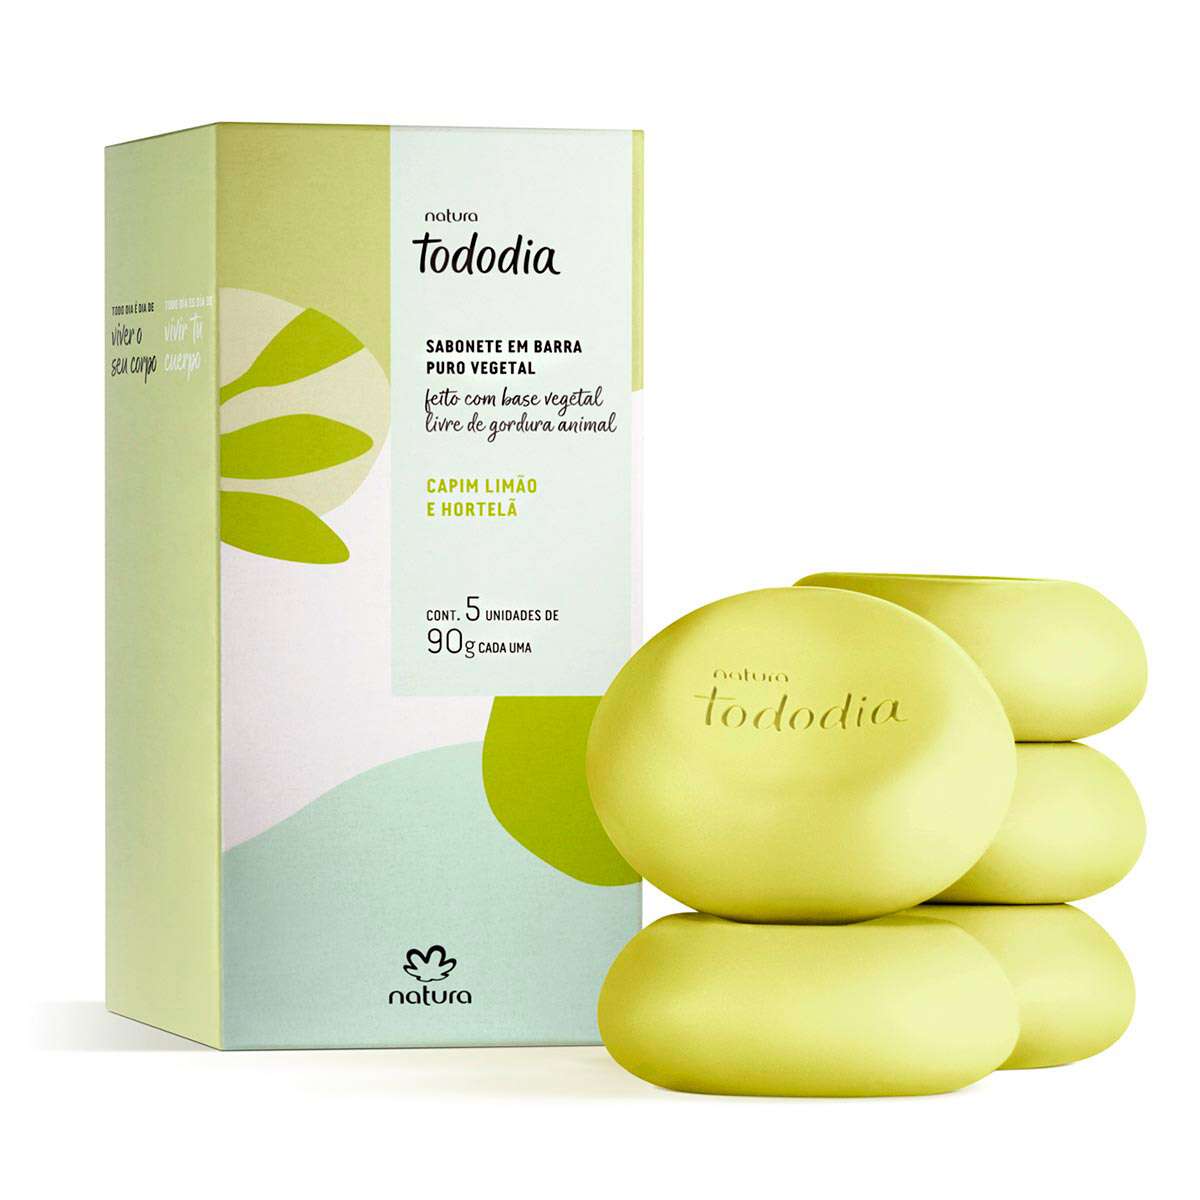 natura
tododia
SABONETE EM BARRA
PURO VEGETAL
feito com base vegetal
livre de gordura animal
CAPIM LIMÃO
E HORTELÃ
CONT. 5 UNIDADES DE
90g CADA UMA
natura
TODO DIA É DIA DE
viver o
seu corpo
TODO DÍA ES DÍA DE
vivir tu
cuerpo
natura
tododia